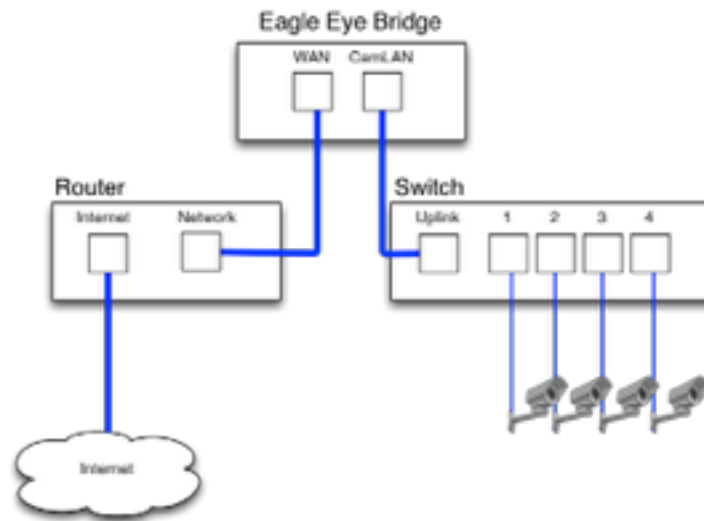 Eagle Eye Bridge
WAN CamLAN
Router
Internet Network
Switch
Uplink 1 2 3 4
Internet